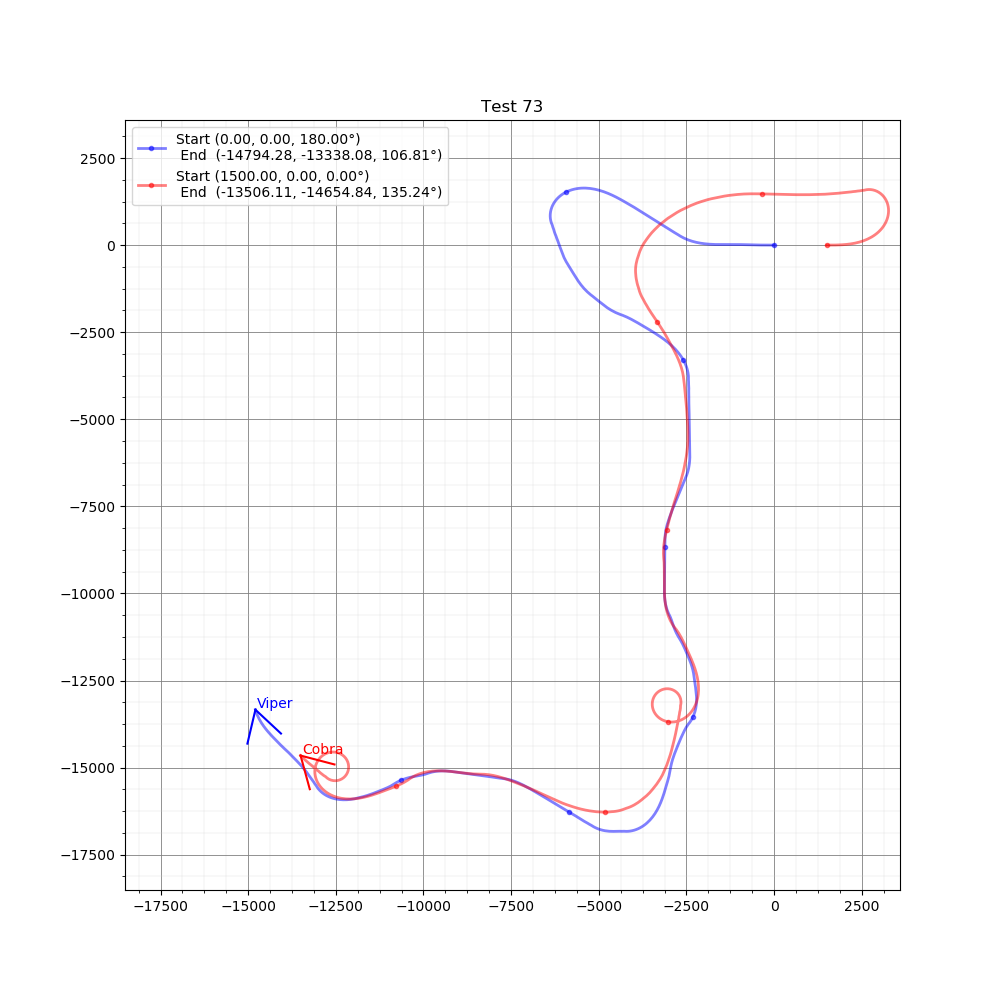 Test 73
Start (0.00, 0.00, 180.00°)
End  (-14794.28, -13338.08, 106.81°)
Start (1500.00, 0.00, 0.00°)
End  (-13506.11, -14654.84, 135.24°)
2500
0
−2500
−5000
−7500
−10000
−12500
−15000
−17500
Viper
Cobra
−17500 −15000 −12500 −10000 −7500 −5000 −2500 0 2500